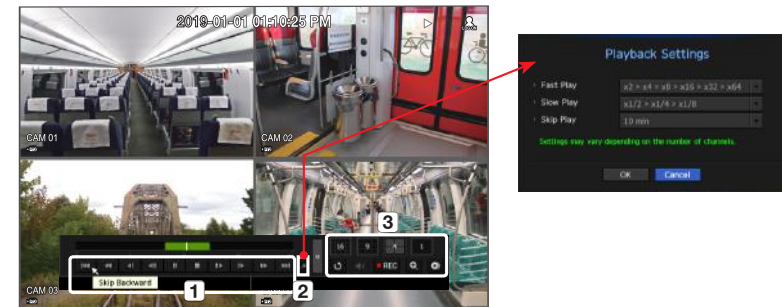 2019-01-01 01:10:25 PM
CAM 01
CAM 02
CAM 03
16 9 4 1
REC
Skip Backward
1
2
3
Playback Settings
Fast Play x2 > x4 > x8 > x16 > x32 > x64
Slow Play x1/2 > x1/4 > x1/8
Skip Play 10 min
Settings may vary depending on the number of channels.
OK Cancel